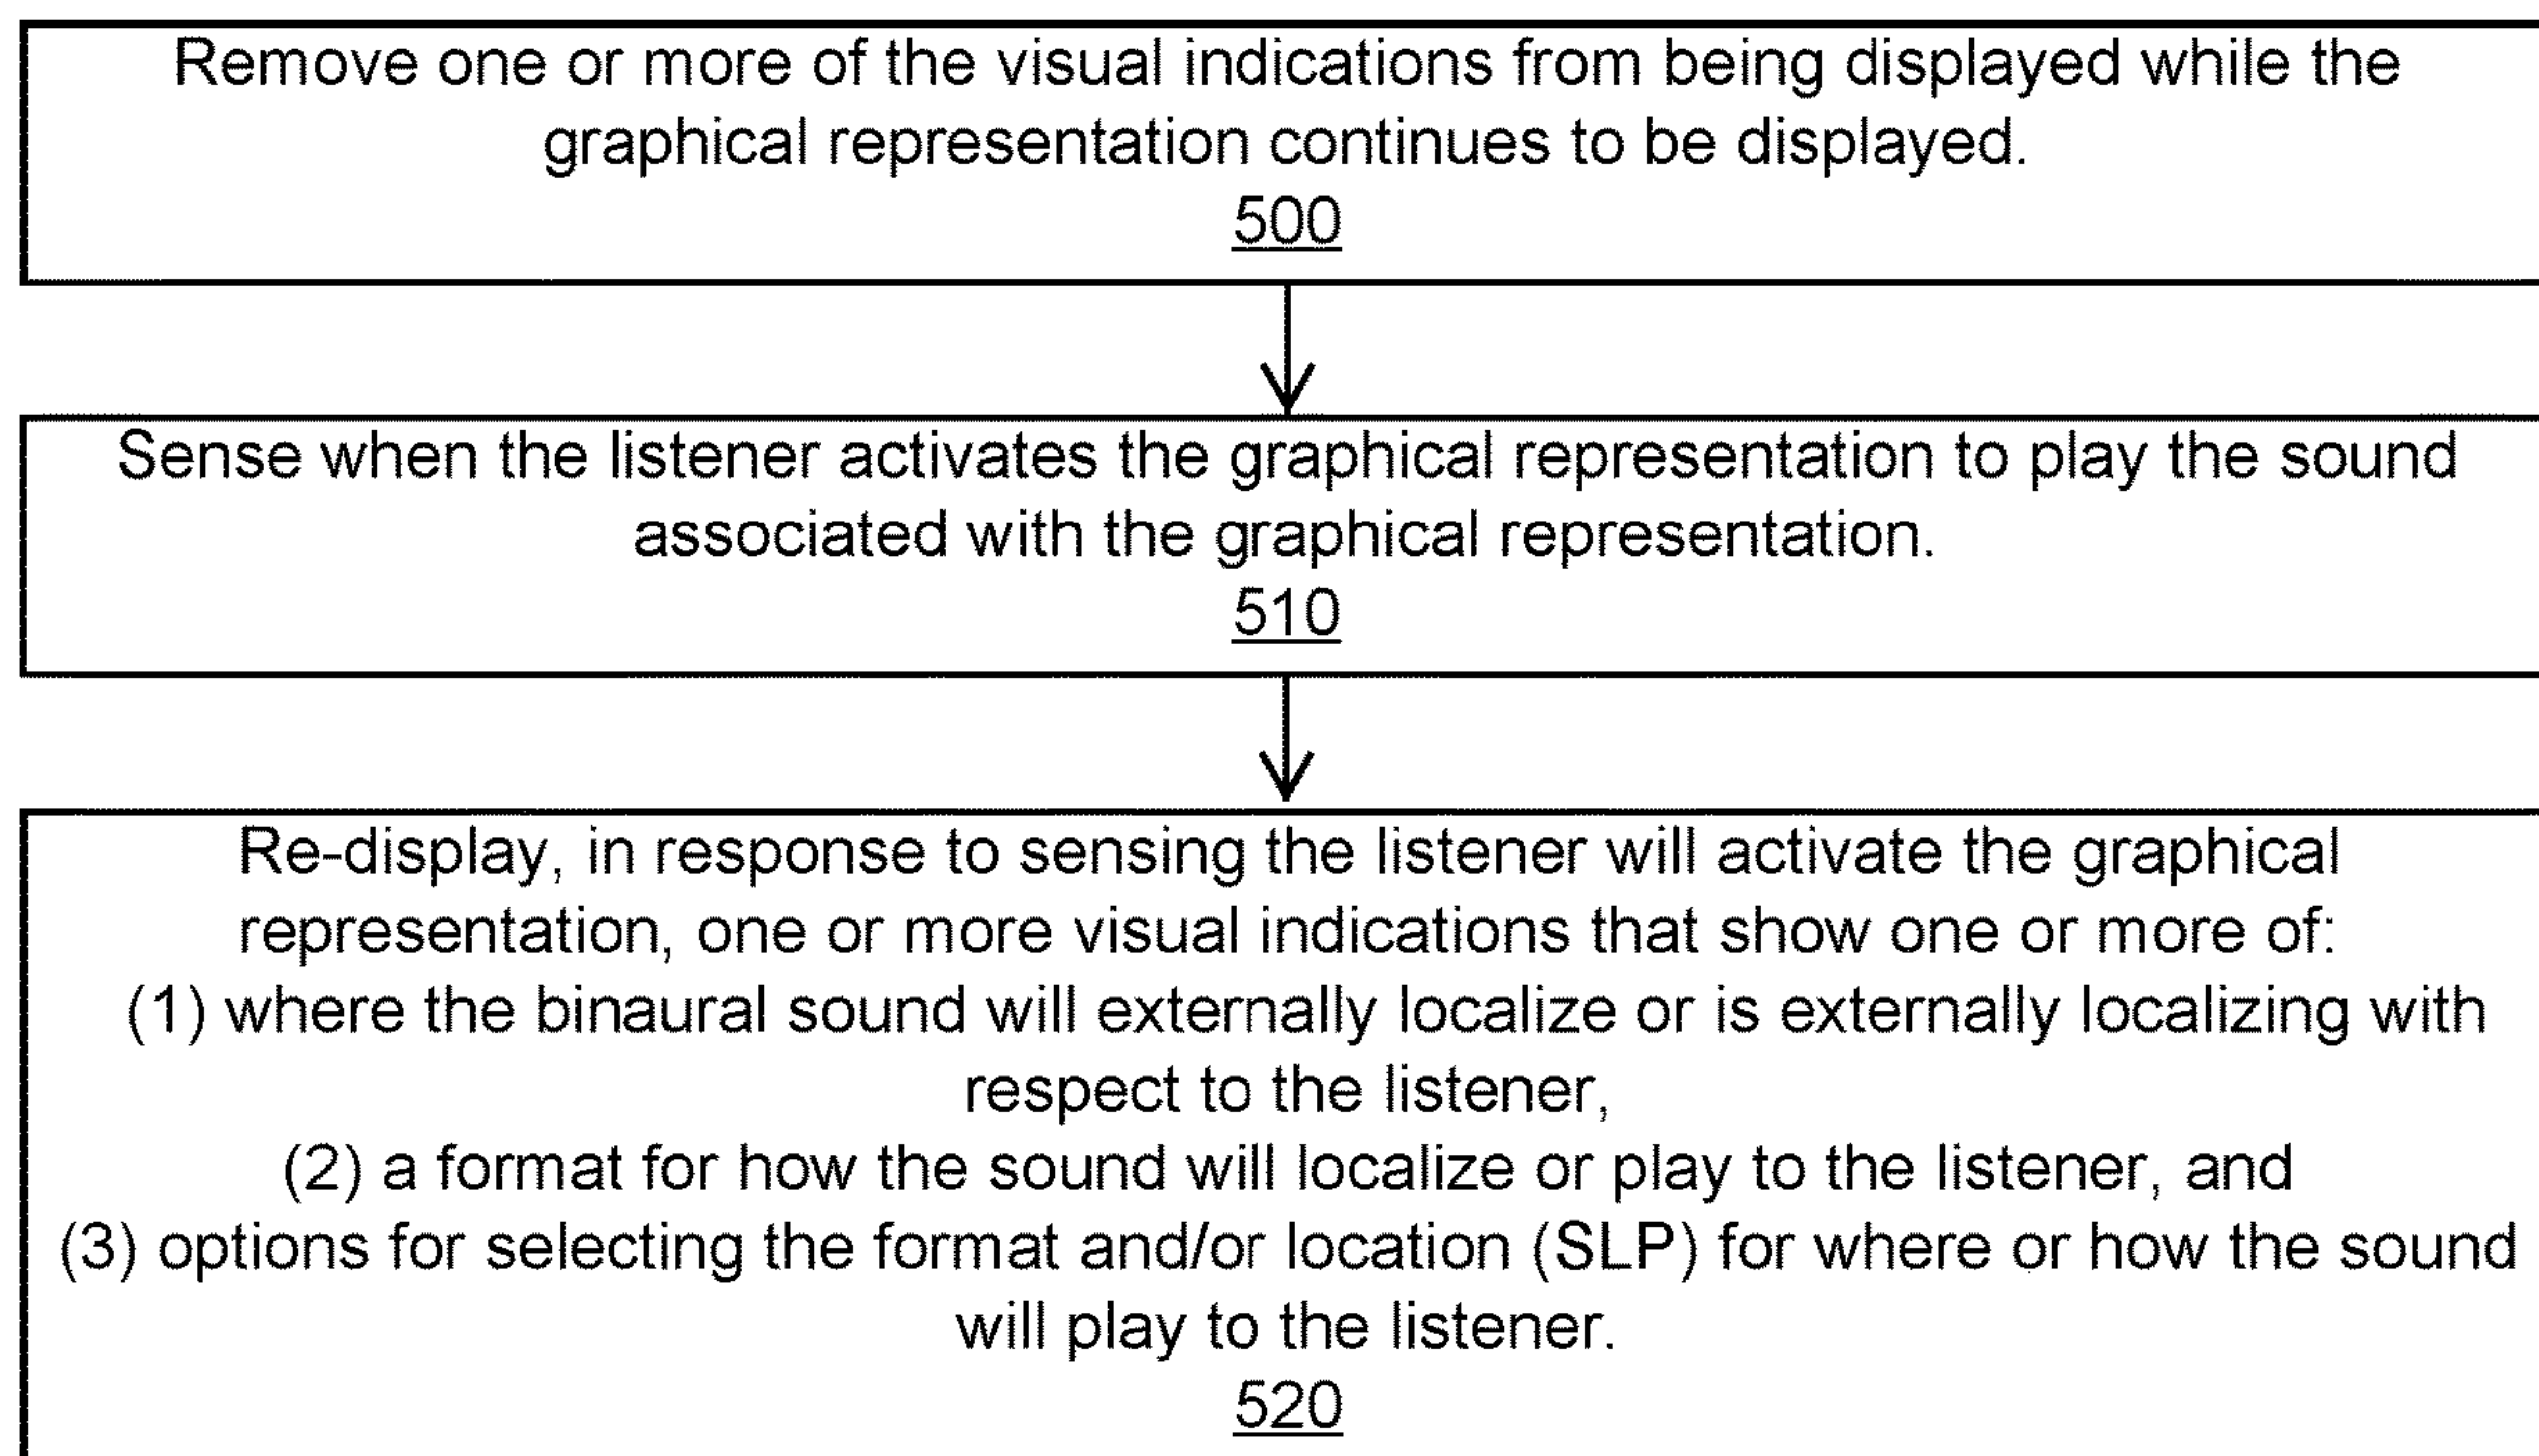 Remove one or more of the visual indications from being displayed while the
graphical representation continues to be displayed.
500
Sense when the listener activates the graphical representation to play the sound
associated with the graphical representation.
510
Re-display, in response to sensing the listener will activate the graphical
representation, one or more visual indications that show one or more of:
(1) where the binaural sound will externally localize or is externally localizing with
respect to the listener,
(2) a format for how the sound will localize or play to the listener, and
(3) options for selecting the format and/or location (SLP) for where or how the sound
will play to the listener.
520